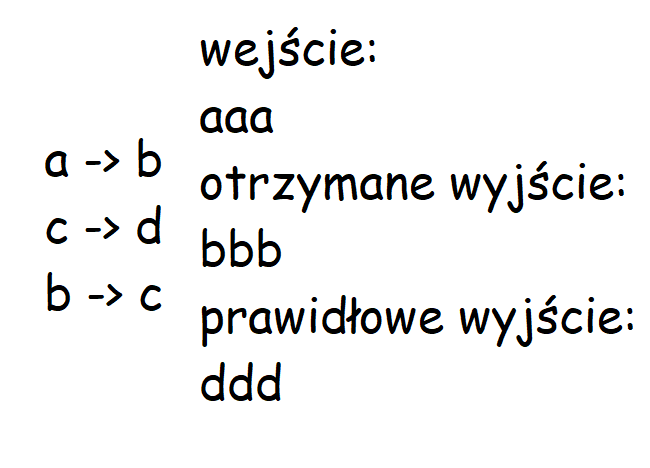 a -> b
c -> d
b -> c
wejście:
aaa
otrzymane wyjście:
bbb
prawidłowe wyjście:
ddd